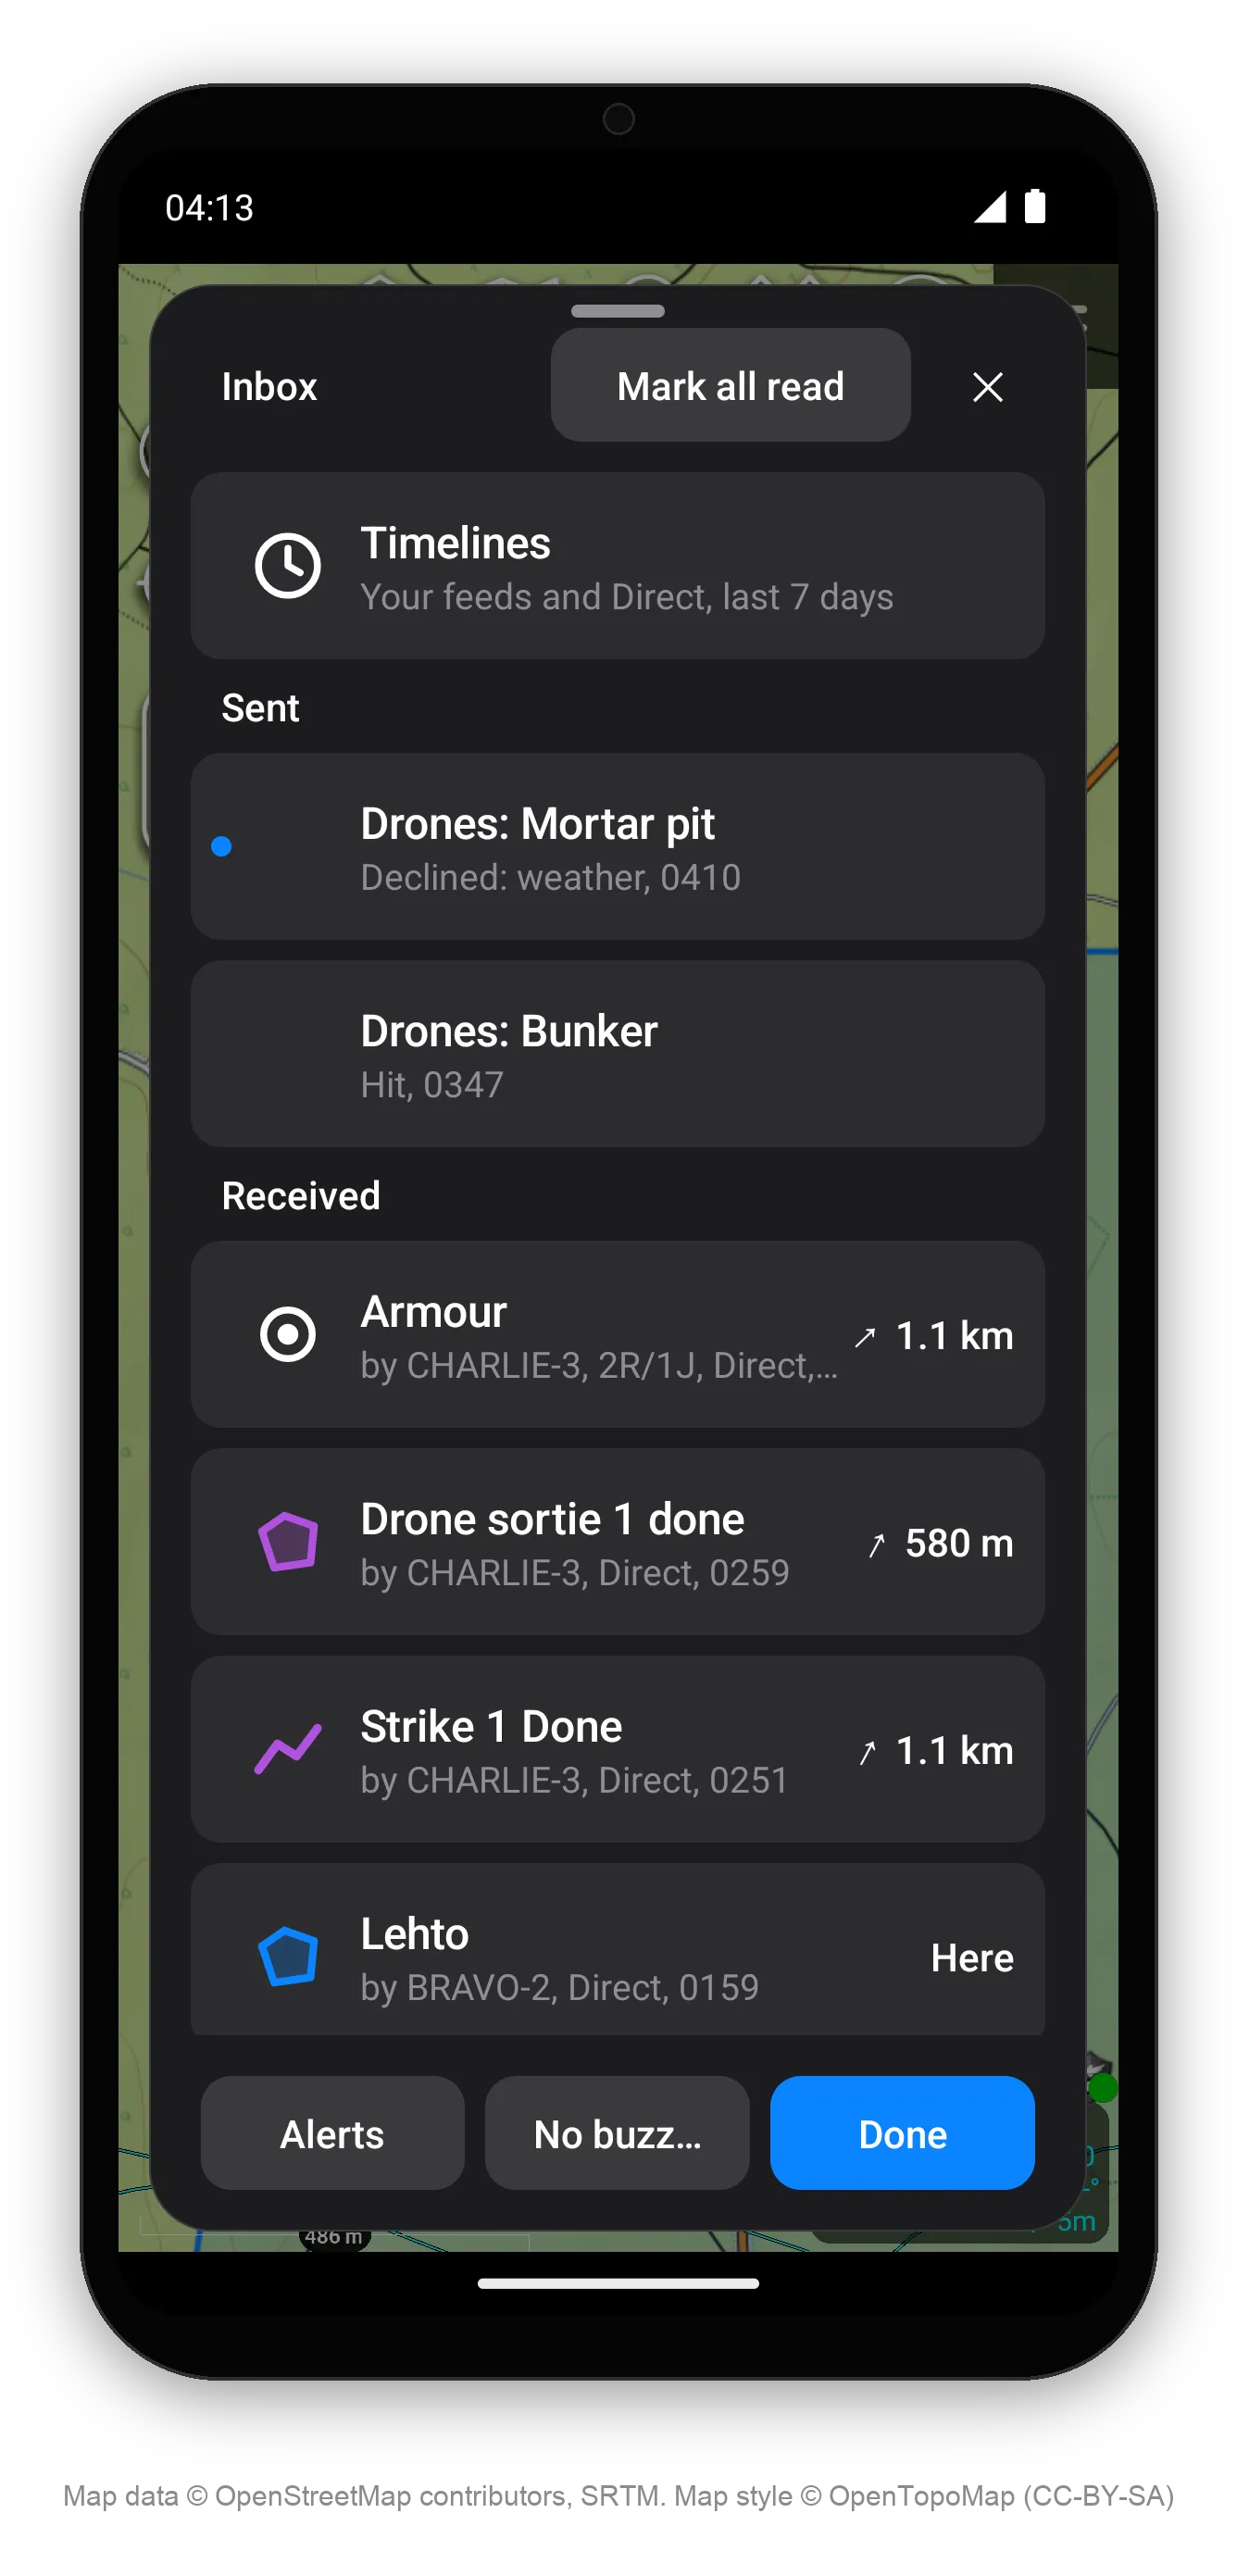 04:13
Inbox
Mark all read
Timelines
Your feeds and Direct, last 7 days
Sent
Drones: Mortar pit
Declined: weather, 0410
Drones: Bunker
Hit, 0347
Received
Armour
by CHARLIE-3, 2R/1J, Direct,...
1.1 km
Drone sortie 1 done
by CHARLIE-3, Direct, 0259
580 m
Strike 1 Done
by CHARLIE-3, Direct, 0251
1.1 km
Lehto
by BRAVO-2, Direct, 0159
Here
Alerts
No buzz...
Done
486 m
5m
Map data © OpenStreetMap contributors, SRTM. Map style © OpenTopoMap (CC-BY-SA)